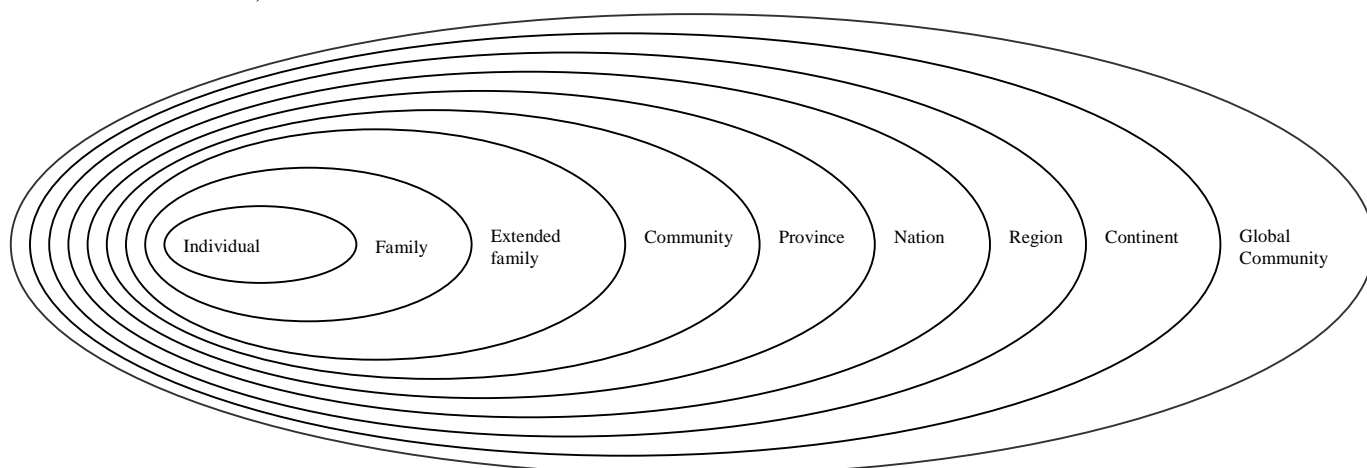 Individual
Family
Extended
family
Community
Province
Nation
Region
Continent
Global
Community